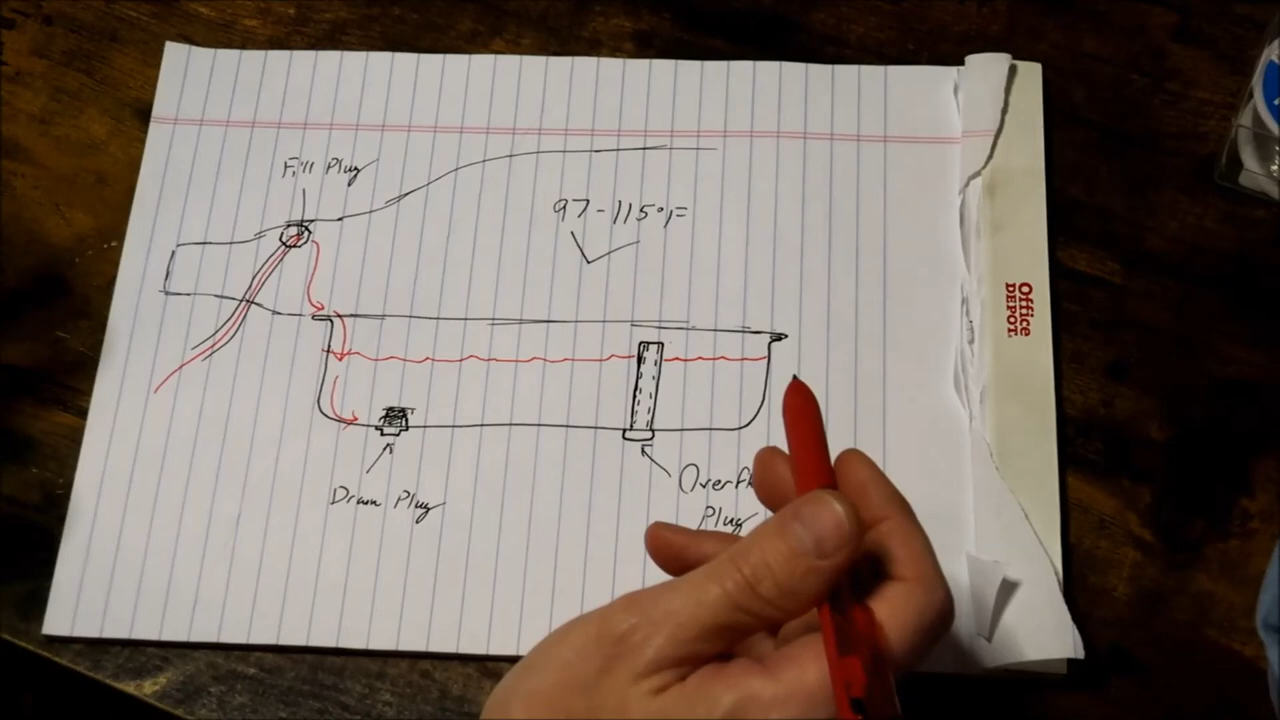 Fill Plug
97-115°F
Drain Plug
Overfl
Plug
Office
DEPOT